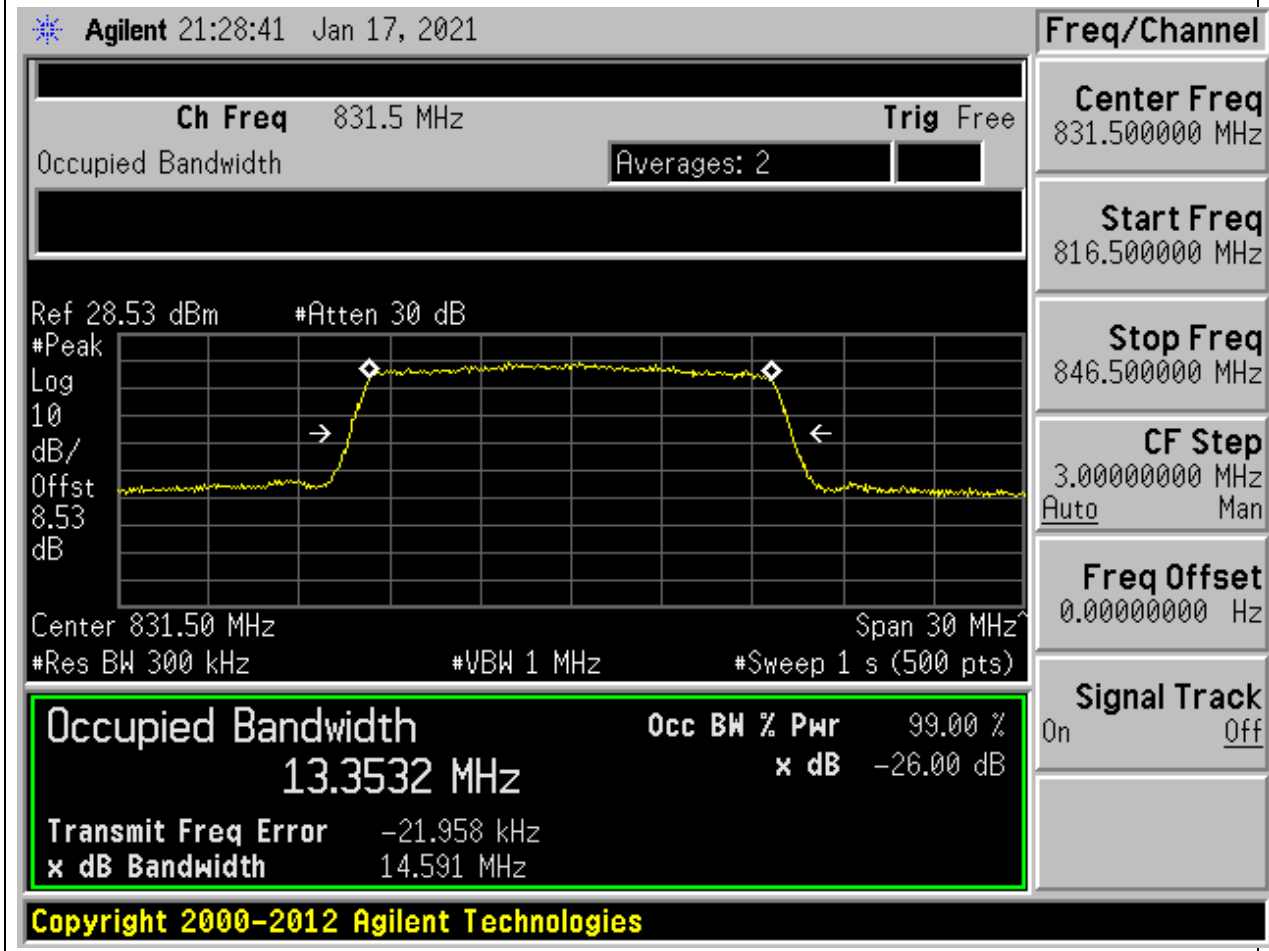 Agilent 21:28:41 Jan 17, 2021
Freq/Channel
Ch Freq 831.5 MHz Trig Free
Occupied Bandwidth Averages: 2
Ref 28.53 dBm #Atten 30 dB
#Peak
Log
10
dB/
Offst
8.53
dB
Center 831.50 MHz Span 30 MHz^
#Res BW 300 kHz #VBW 1 MHz #Sweep 1 s (500 pts)
Occupied Bandwidth Occ BW % Pwr 99.00 %
13.3532 MHz x dB -26.00 dB
Transmit Freq Error -21.958 kHz
x dB Bandwidth 14.591 MHz
Center Freq
831.500000 MHz
Start Freq
816.500000 MHz
Stop Freq
846.500000 MHz
CF Step
3.00000000 MHz
Auto Man
Freq Offset
0.00000000 Hz
Signal Track
On Off
Copyright 2000-2012 Agilent Technologies